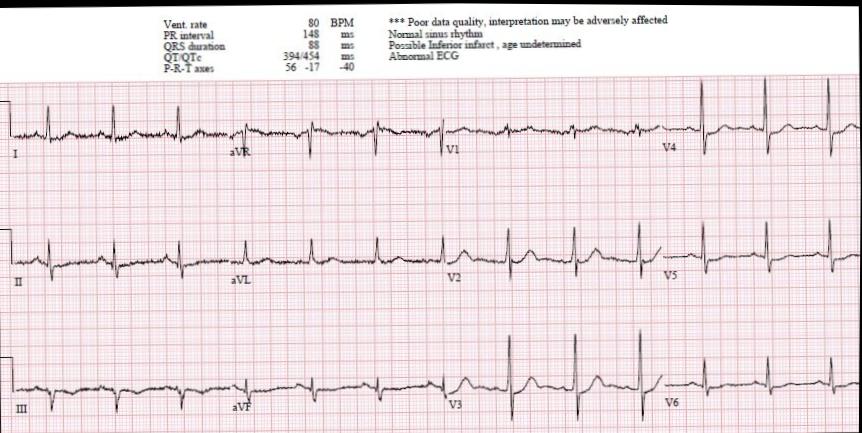 Vent. rate 80 BPM
PR interval 148 ms
QRS duration 88 ms
QT/QTc 394/454 ms
P-R-T axes 56 -17 -40
*** Poor data quality, interpretation may be adversely affected
Normal sinus rhythm
Possible Inferior infarct , age undetermined
Abnormal ECG
I aVR V1 V4
II aVL V2 V5
III aVF V3 V6